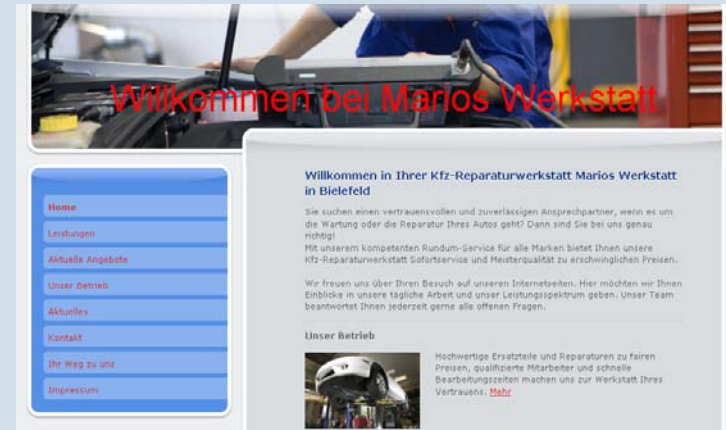 Willkommen bei Marios Werkstatt
Home
Leistungen
Aktuelle Angebote
Unser Betrieb
Aktuelles
Kontakt
Ihr Weg zu uns
Impressum
Willkommen in Ihrer Kfz-Reparaturwerkstatt Marios Werkstatt
in Bielefeld
Sie suchen einen vertrauensvollen und zuverlässigen Ansprechpartner, wenn es um
die Wartung oder die Reparatur Ihres Autos geht? Dann sind Sie bei uns genau
richtig!
Mit unserem kompetenten Rundum-Service für alle Marken bietet Ihnen unsere
Kfz-Reparaturwerkstatt Sofortservice und Meisterqualität zu erschwinglichen Preisen.
Wir freuen uns über Ihren Besuch auf unseren Internetseiten. Hier möchten wir Ihnen
Einblicke in unsere tägliche Arbeit und unser Leistungsspektrum geben. Unser Team
beantwortet Ihnen jederzeit gerne alle offenen Fragen.
Unser Betrieb
Hochwertige Ersatzteile und Reparaturen zu fairen
Preisen, qualifizierte Mitarbeiter und schnelle
Bearbeitungszeiten machen uns zur Werkstatt Ihres
Vertrauens. Mehr